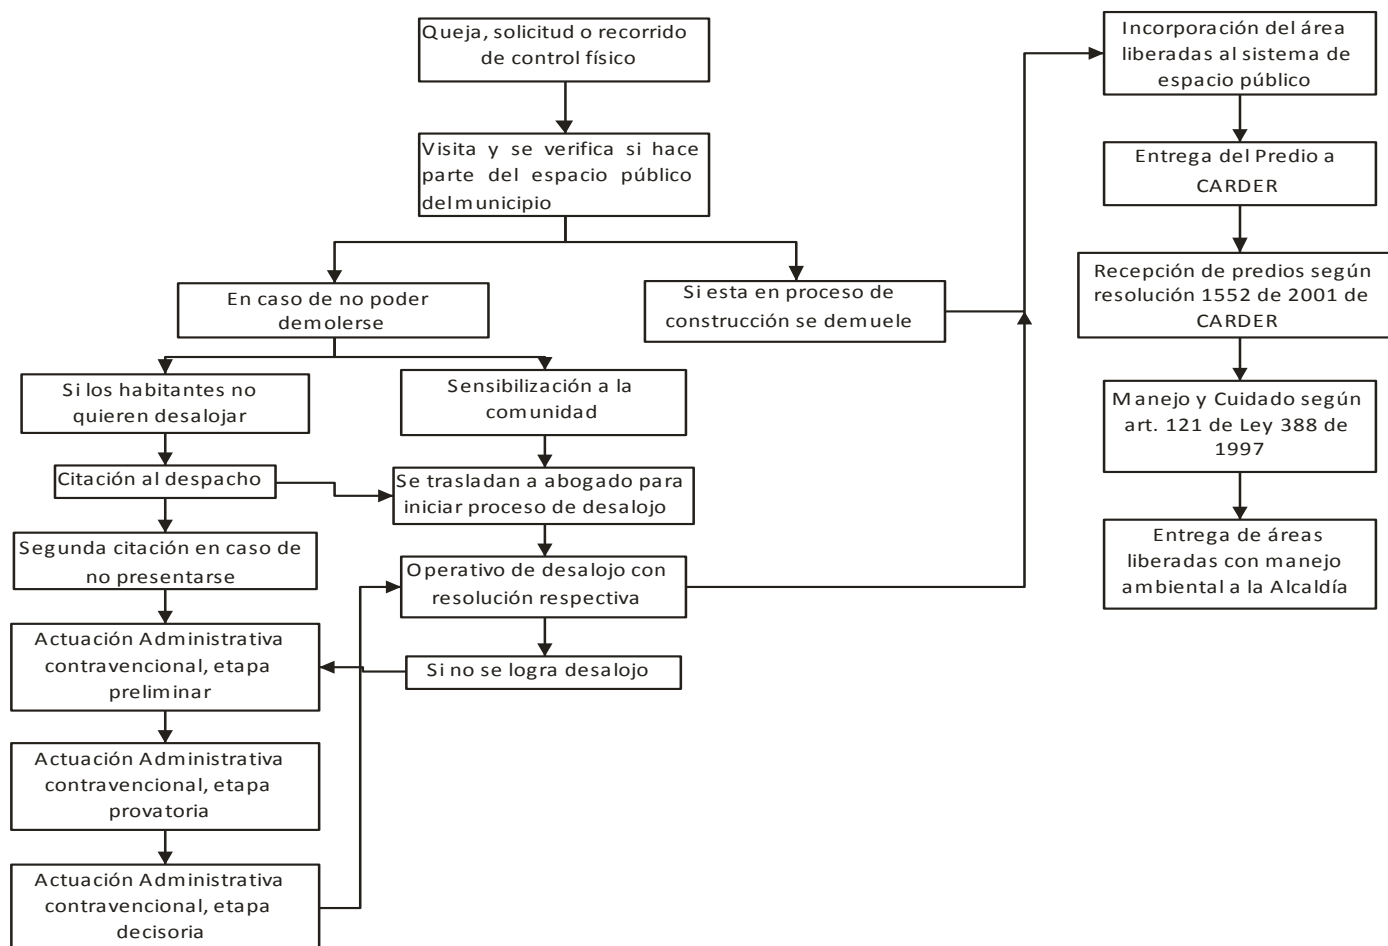 Queja, solicitud o recorrido
de control físico
Visita y se verifica si hace
parte del espacio público
del municipio
En caso de no poder
demolerse
Si esta en proceso de
construcción se demuele
Si los habitantes no
quieren desalojar
Sensibilización a la
comunidad
Citación al despacho
Se trasladan a abogado para
iniciar proceso de desalojo
Segunda citación en caso de
no presentarse
Operativo de desalojo con
resolución respectiva
Actuación Administrativa
contravencional, etapa
preliminar
Si no se logra desalojo
Actuación Administrativa
contravencional, etapa
provatoria
Actuación Administrativa
contravencional, etapa
decisoria
Incorporación del área
liberadas al sistema de
espacio público
Entrega del Predio a
CARDER
Recepción de predios según
resolución 1552 de 2001 de
CARDER
Manejo y Cuidado según
art. 121 de Ley 388 de
1997
Entrega de áreas
liberadas con manejo
ambiental a la Alcaldía